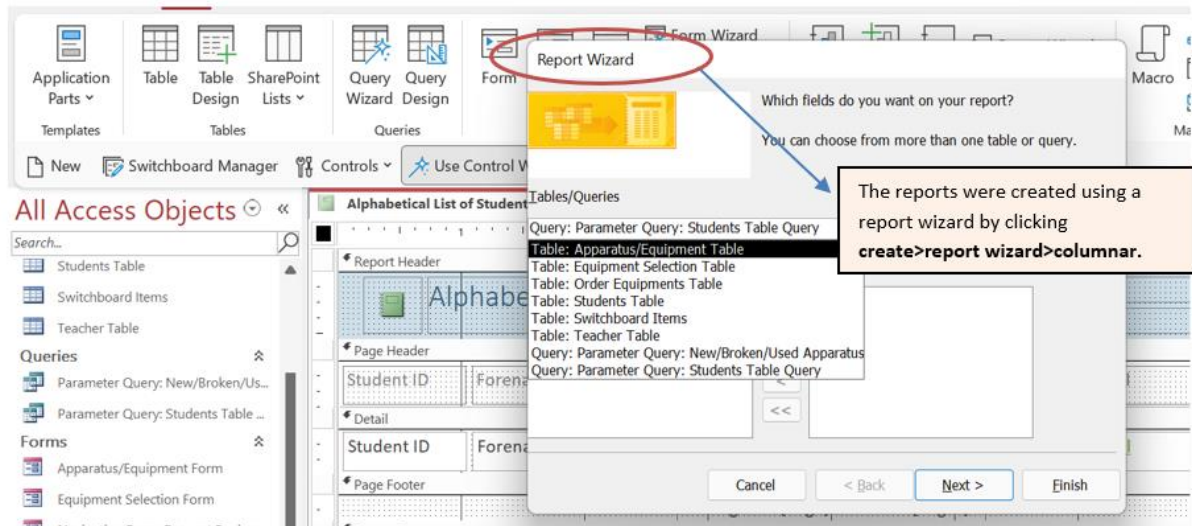 Form Wizard
Application Parts
Table
Table Design
SharePoint Lists
Query Wizard
Query Design
Form
Macro
Templates
Tables
Queries
Ma
New
Switchboard Manager
Controls
Use Control W
Report Wizard
Which fields do you want on your report?
You can choose from more than one table or query.
Tables/Queries
Query: Parameter Query: Students Table Query
Table: Apparatus/Equipment Table
Table: Equipment Selection Table
Table: Order Equipments Table
Table: Students Table
Table: Switchboard Items
Table: Teacher Table
Query: Parameter Query: New/Broken/Used Apparatus
Query: Parameter Query: Students Table Query
<
<<
Cancel
< Back
Next >
Finish
The reports were created using a
report wizard by clicking
create>report wizard>columnar.
All Access Objects
Search...
Students Table
Switchboard Items
Teacher Table
Queries
Parameter Query: New/Broken/Us...
Parameter Query: Students Table ...
Forms
Apparatus/Equipment Form
Equipment Selection Form
Alphabetical List of Student
Report Header
Alphabe
Page Header
Student ID
Forena
Detail
Student ID
Forena
Page Footer